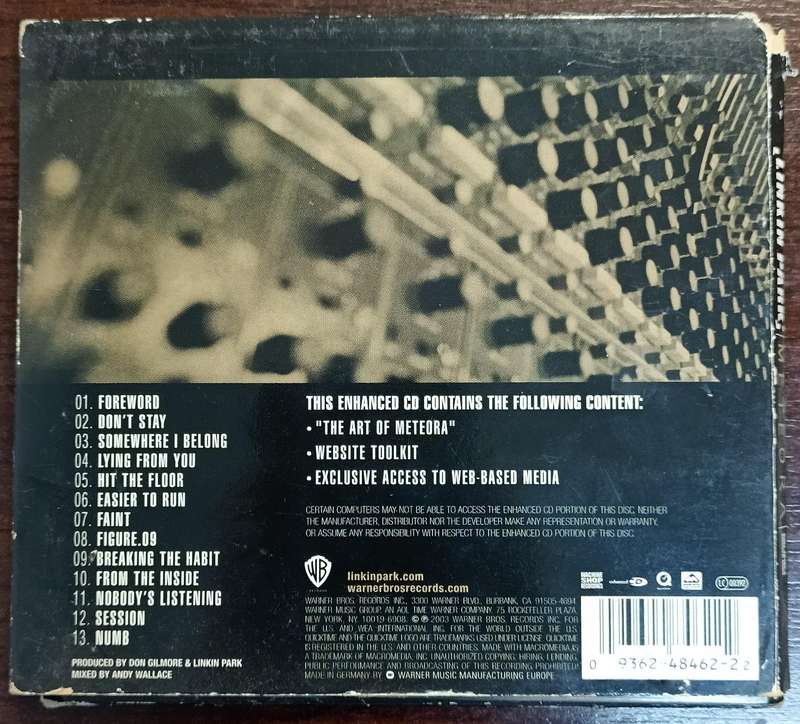 LINKIN PARK
01. FOREWORD
02. DON'T STAY
03. SOMEWHERE I BELONG
04. LYING FROM YOU
05. HIT THE FLOOR
06. EASIER TO RUN
07. FAINT
08. FIGURE.09
09. BREAKING THE HABIT
10. FROM THE INSIDE
11. NOBODY'S LISTENING
12. SESSION
13. NUMB
PRODUCED BY DON GILMORE & LINKIN PARK
MIXED BY ANDY WALLACE
THIS ENHANCED CD CONTAINS THE FOLLOWING CONTENT:
• "THE ART OF METEORA"
• WEBSITE TOOLKIT
• EXCLUSIVE ACCESS TO WEB-BASED MEDIA
CERTAIN COMPUTERS MAY NOT BE ABLE TO ACCESS THE ENHANCED CD PORTION OF THIS DISC. NEITHER
THE MANUFACTURER, DISTRIBUTOR NOR THE DEVELOPER MAKE ANY REPRESENTATION OR WARRANTY,
OR ASSUME ANY RESPONSIBILITY WITH RESPECT TO THE ENHANCED CD PORTION OF THIS DISC.
WB
linkinpark.com
warnerbrosrecords.com
MACHINE
SHOP
RECORDINGS
enhanced CD
LC 00392
WARNER BROS. RECORDS INC., 3300 WARNER BLVD., BURBANK, CA 91505-4694.
WARNER MUSIC GROUP, AN AOL TIME WARNER COMPANY. 75 ROCKEFELLER PLAZA,
NEW YORK, NY 10019-6908. © ℗ 2003 WARNER BROS. RECORDS INC. FOR
THE U.S. AND WEA INTERNATIONAL INC. FOR THE WORLD OUTSIDE THE U.S.
QUICKTIME AND THE QUICKTIME LOGO ARE TRADEMARKS USED UNDER LICENSE. QUICKTIME
IS REGISTERED IN THE U.S. AND OTHER COUNTRIES. MADE WITH MACROMEDIA IS
A TRADEMARK OF MACROMEDIA, INC. UNAUTHORIZED COPYING, HIRING, LENDING,
PUBLIC PERFORMANCE AND BROADCASTING OF THIS RECORDING PROHIBITED.
MADE IN GERMANY BY WARNER MUSIC MANUFACTURING EUROPE
0 9362-48462-2 2